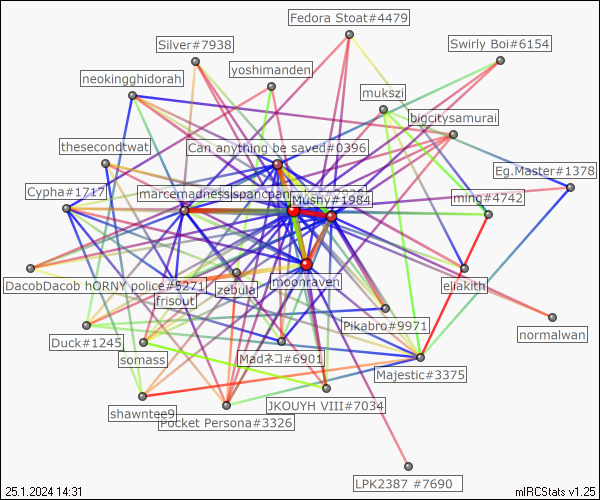 Fedora Stoat#4479
Silver#7938
Swirly Boi#6154
yoshimanden
neokingghidorah
mukszi
bigcitysamurai
thesecondtwat
Can anything be saved#0396
Eg.Master#1378
Cypha#1717
marcemadnessispancpan
Mushy#1984
ming#4742
DacobDacob hORNY police#5271
zebula
moonraven
eliakith
frisout
Pikabro#9971
normalwan
Duck#1245
somass
Madネコ#6901
Majestic#3375
shawntee9
JKOUYH VIII#7034
Pocket Persona#3326
LPK2387 #7690
25.1.2024 14:31
mIRCStats v1.25